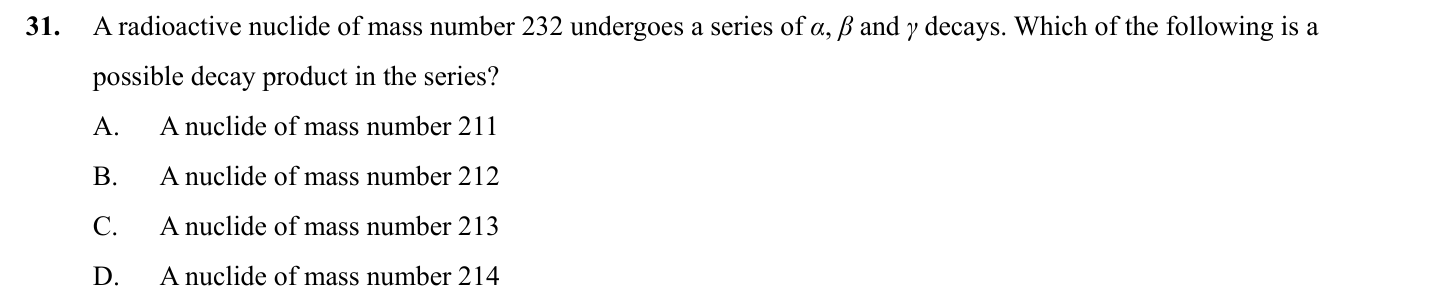 31. A radioactive nuclide of mass number 232 undergoes a series of α, β and γ decays. Which of the following is a
possible decay product in the series?
A. A nuclide of mass number 211
B. A nuclide of mass number 212
C. A nuclide of mass number 213
D. A nuclide of mass number 214